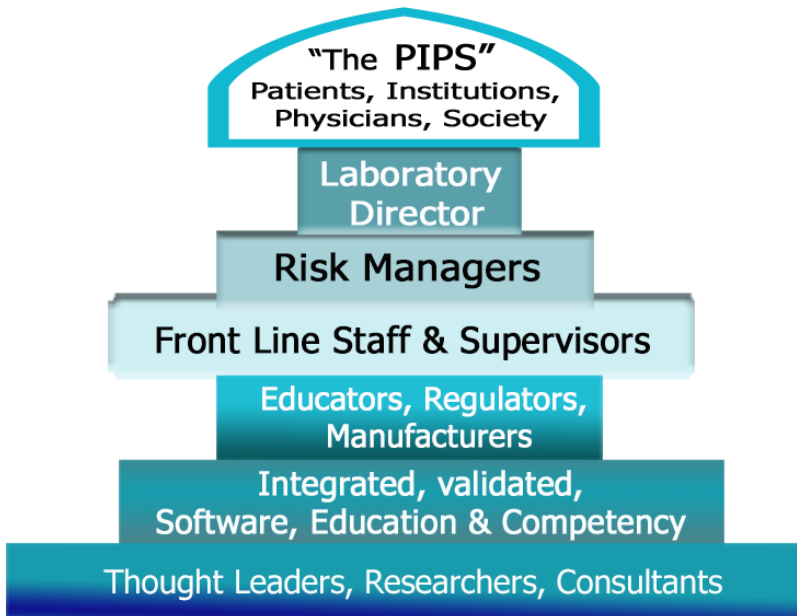 “The PIPS”
Patients, Institutions,
Physicians, Society
Laboratory
Director
Risk Managers
Front Line Staff & Supervisors
Educators, Regulators,
Manufacturers
Integrated, validated,
Software, Education & Competency
Thought Leaders, Researchers, Consultants